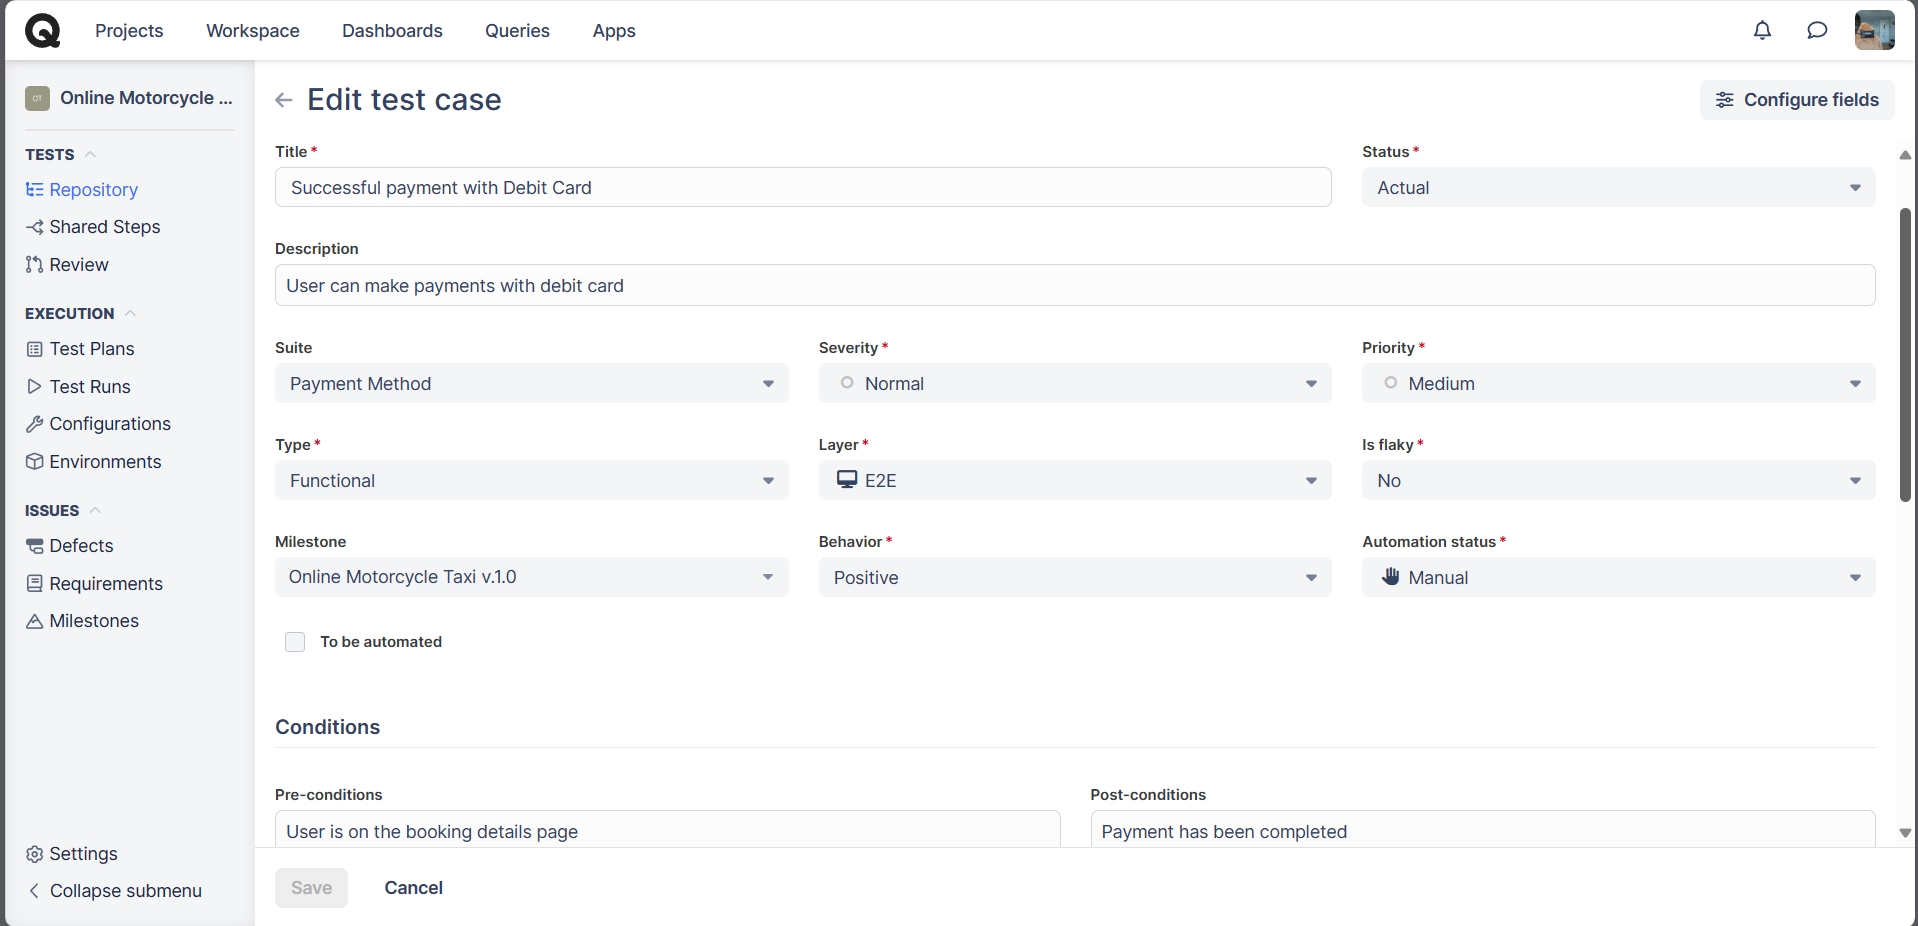 Projects
Workspace
Dashboards
Queries
Apps
OT
Online Motorcycle ...
TESTS
Repository
Shared Steps
Review
EXECUTION
Test Plans
Test Runs
Configurations
Environments
ISSUES
Defects
Requirements
Milestones
Settings
Collapse submenu
Edit test case
Configure fields
Title *
Successful payment with Debit Card
Status *
Actual
Description
User can make payments with debit card
Suite
Payment Method
Severity *
Normal
Priority *
Medium
Type *
Functional
Layer *
E2E
Is flaky *
No
Milestone
Online Motorcycle Taxi v.1.0
Behavior *
Positive
Automation status *
Manual
To be automated
Conditions
Pre-conditions
User is on the booking details page
Post-conditions
Payment has been completed
Save
Cancel